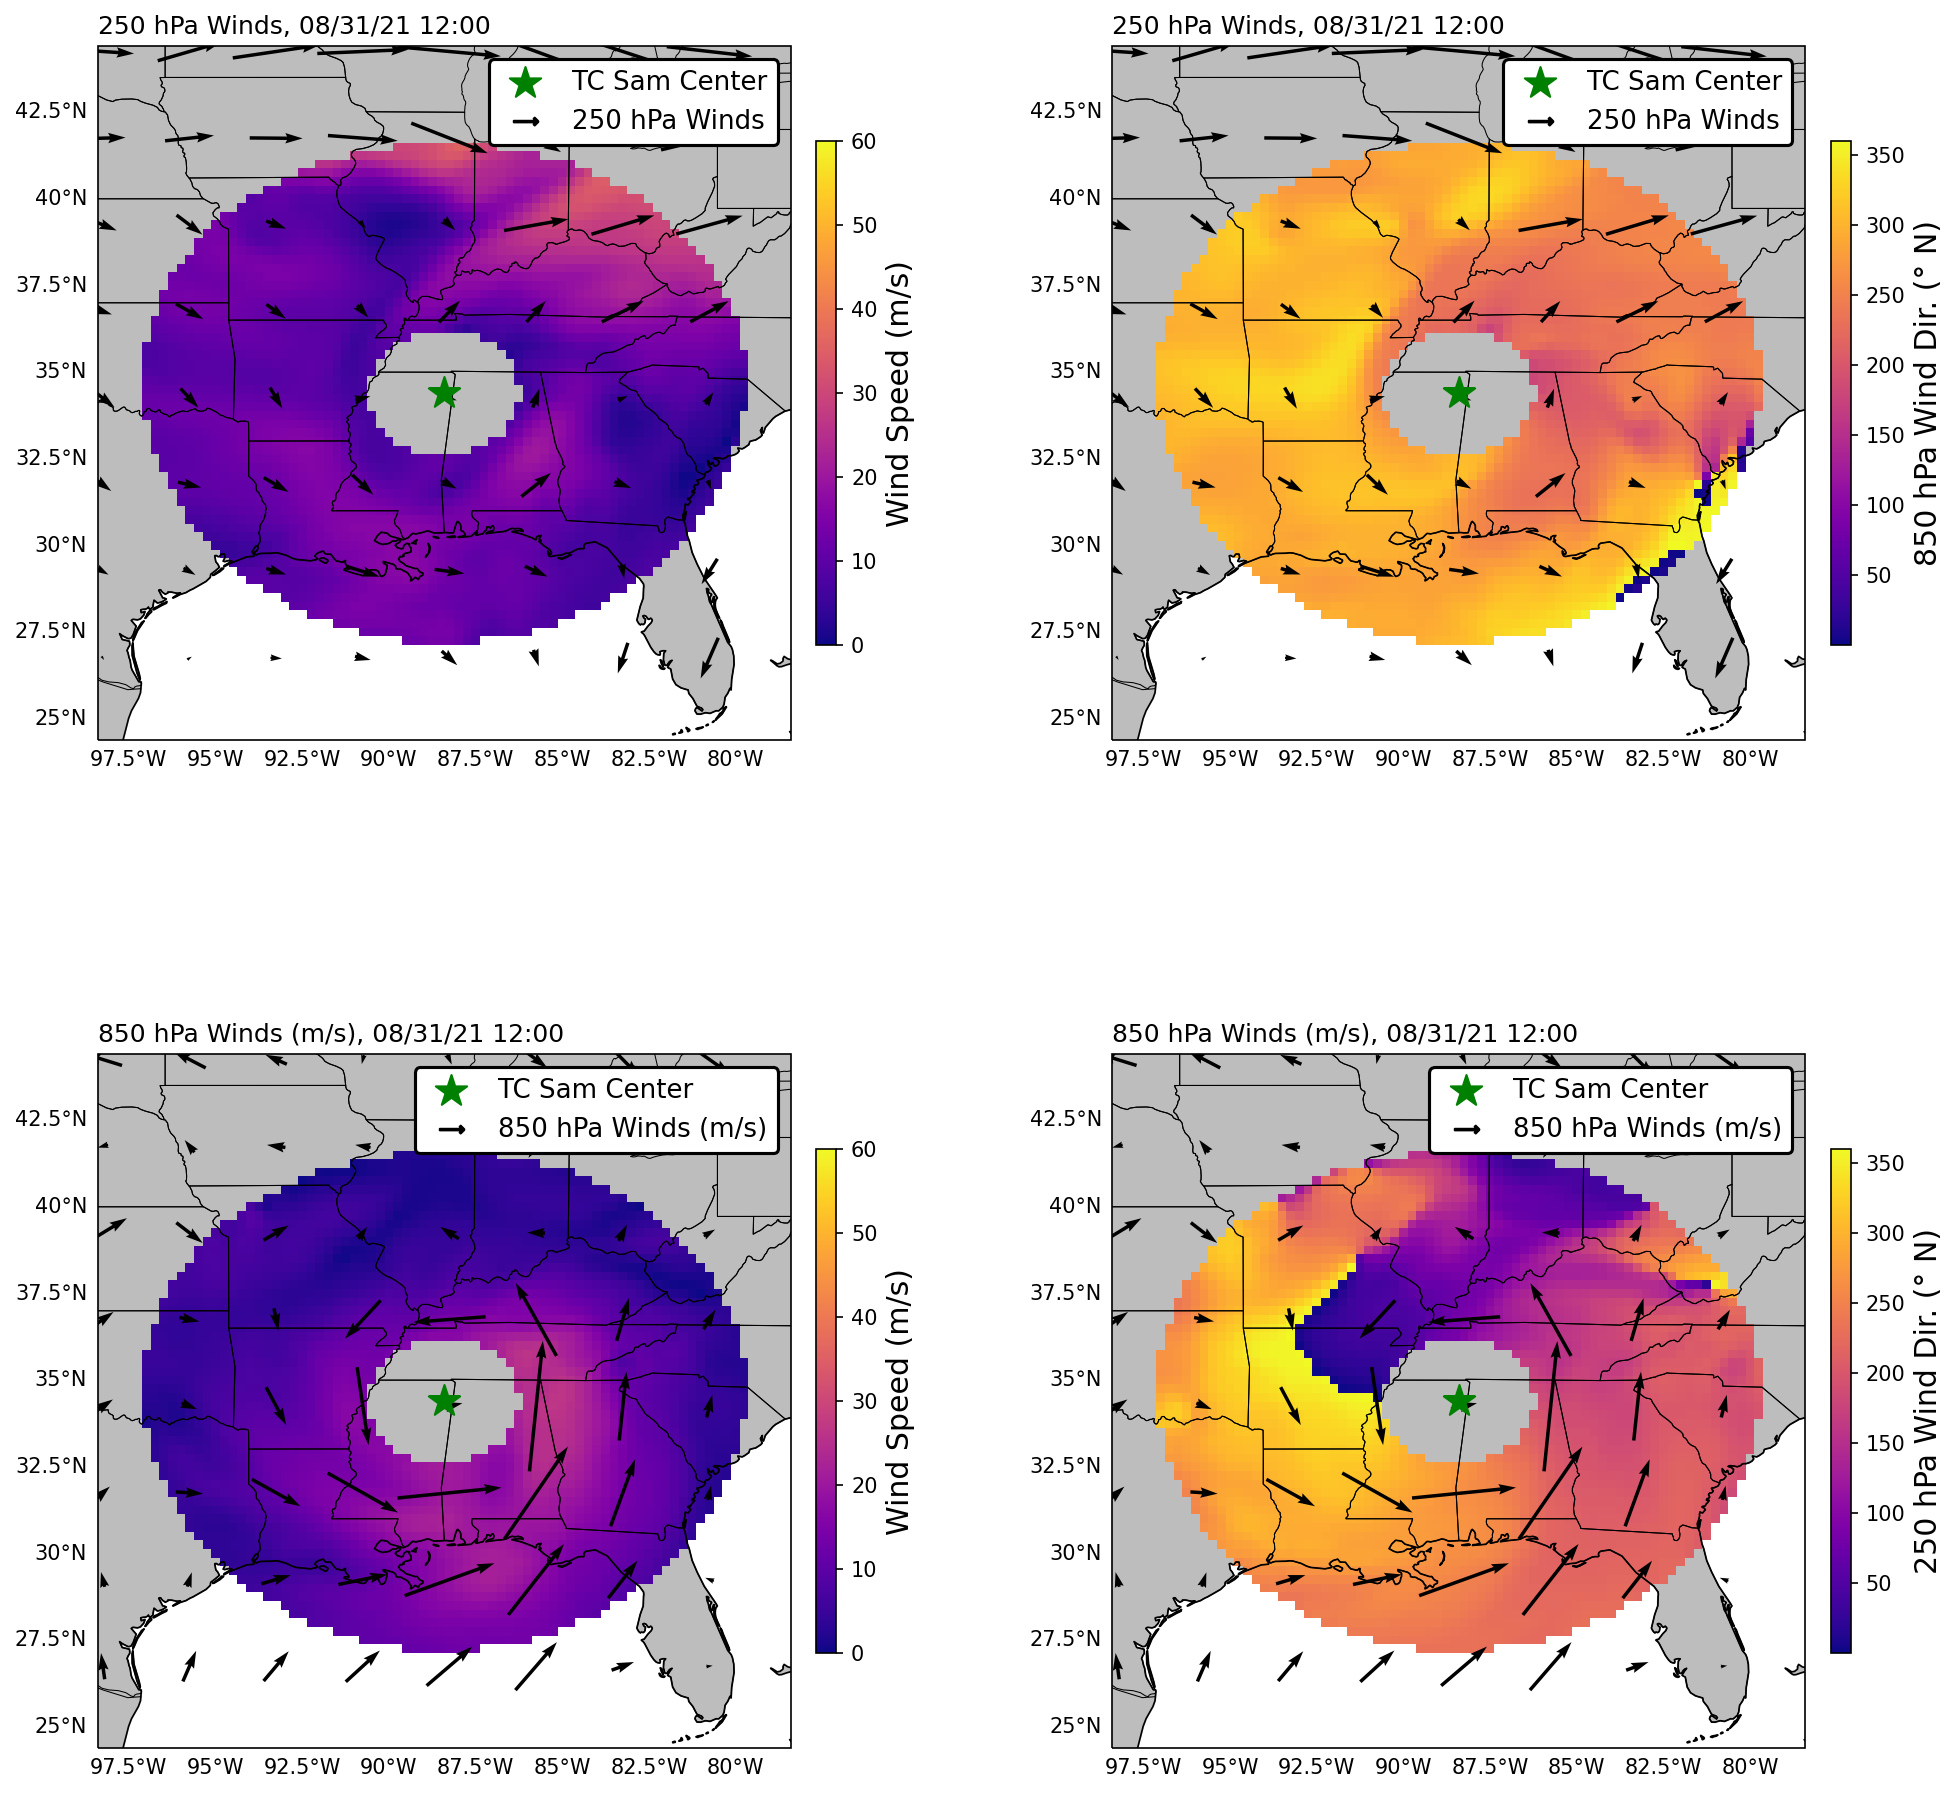 250 hPa Winds, 08/31/21 12:00
TC Sam Center
250 hPa Winds
42.5°N
40°N
37.5°N
35°N
32.5°N
30°N
27.5°N
25°N
97.5°W 95°W 92.5°W 90°W 87.5°W 85°W 82.5°W 80°W
60
50
40
30
20
10
0
Wind Speed (m/s)
250 hPa Winds, 08/31/21 12:00
TC Sam Center
250 hPa Winds
42.5°N
40°N
37.5°N
35°N
32.5°N
30°N
27.5°N
25°N
97.5°W 95°W 92.5°W 90°W 87.5°W 85°W 82.5°W 80°W
350
300
250
200
150
100
50
850 hPa Wind Dir. (° N)
850 hPa Winds (m/s), 08/31/21 12:00
TC Sam Center
850 hPa Winds (m/s)
42.5°N
40°N
37.5°N
35°N
32.5°N
30°N
27.5°N
25°N
97.5°W 95°W 92.5°W 90°W 87.5°W 85°W 82.5°W 80°W
60
50
40
30
20
10
0
Wind Speed (m/s)
850 hPa Winds (m/s), 08/31/21 12:00
TC Sam Center
850 hPa Winds (m/s)
42.5°N
40°N
37.5°N
35°N
32.5°N
30°N
27.5°N
25°N
97.5°W 95°W 92.5°W 90°W 87.5°W 85°W 82.5°W 80°W
350
300
250
200
150
100
50
250 hPa Wind Dir. (° N)